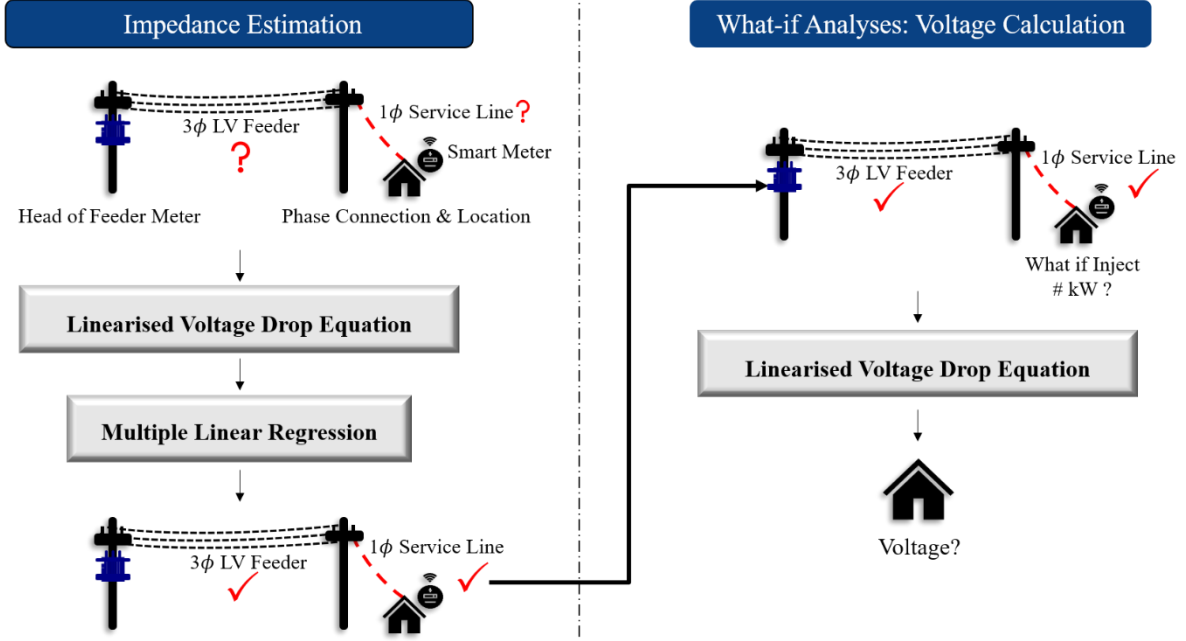 Impedance Estimation
1ϕ Service Line?
3ϕ LV Feeder
?
Smart Meter
Head of Feeder Meter
Phase Connection & Location
Linearised Voltage Drop Equation
Multiple Linear Regression
1ϕ Service Line
3ϕ LV Feeder
What-if Analyses: Voltage Calculation
1ϕ Service Line
3ϕ LV Feeder
What if Inject
# kW ?
Linearised Voltage Drop Equation
Voltage?